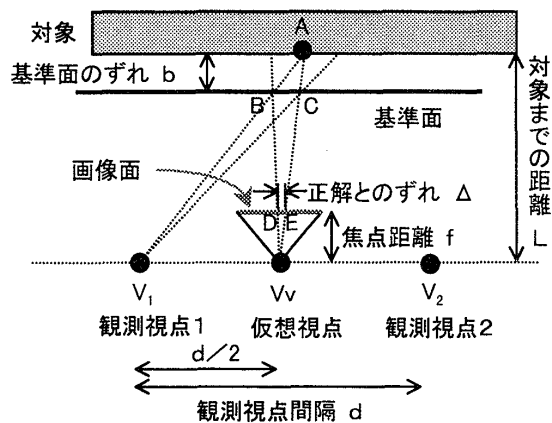 対象
A
基準面のずれ b
B
C
基準面
対象までの距離 L
画像面
正解とのずれ Δ
D
E
焦点距離 f
V1
Vv
V2
観測視点1
仮想視点
観測視点2
d/2
観測視点間隔 d